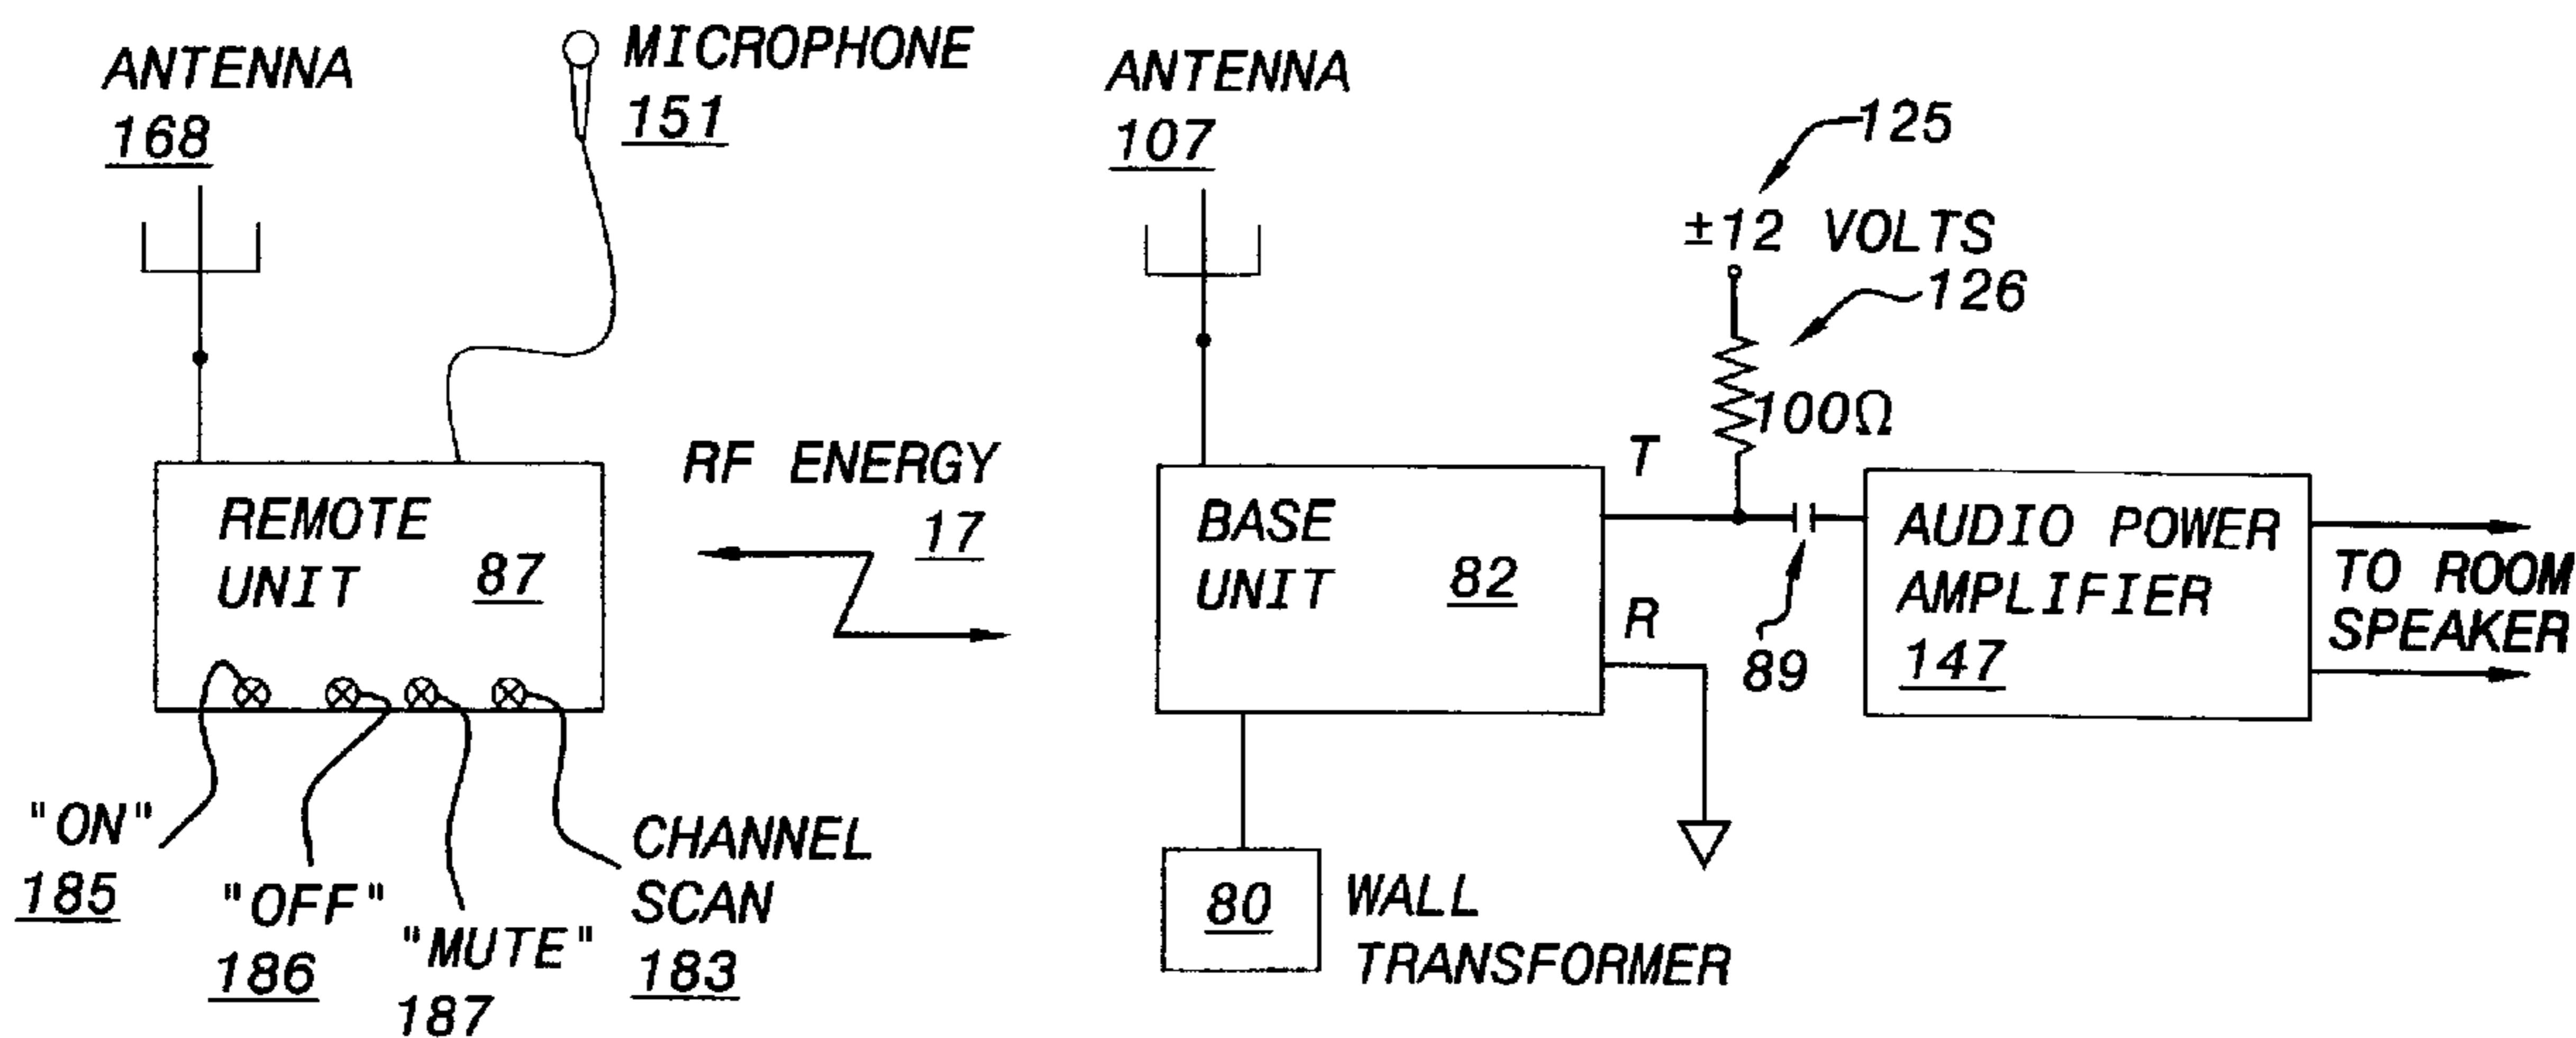 ANTENNA
168
MICROPHONE
151
ANTENNA
107
125
±12 VOLTS
126
100Ω
RF ENERGY
17
REMOTE
UNIT
87
BASE
UNIT
82
T
R
89
AUDIO POWER
AMPLIFIER
147
TO ROOM
SPEAKER
"ON"
185
"OFF"
186
"MUTE"
187
CHANNEL
SCAN
183
80
WALL
TRANSFORMER